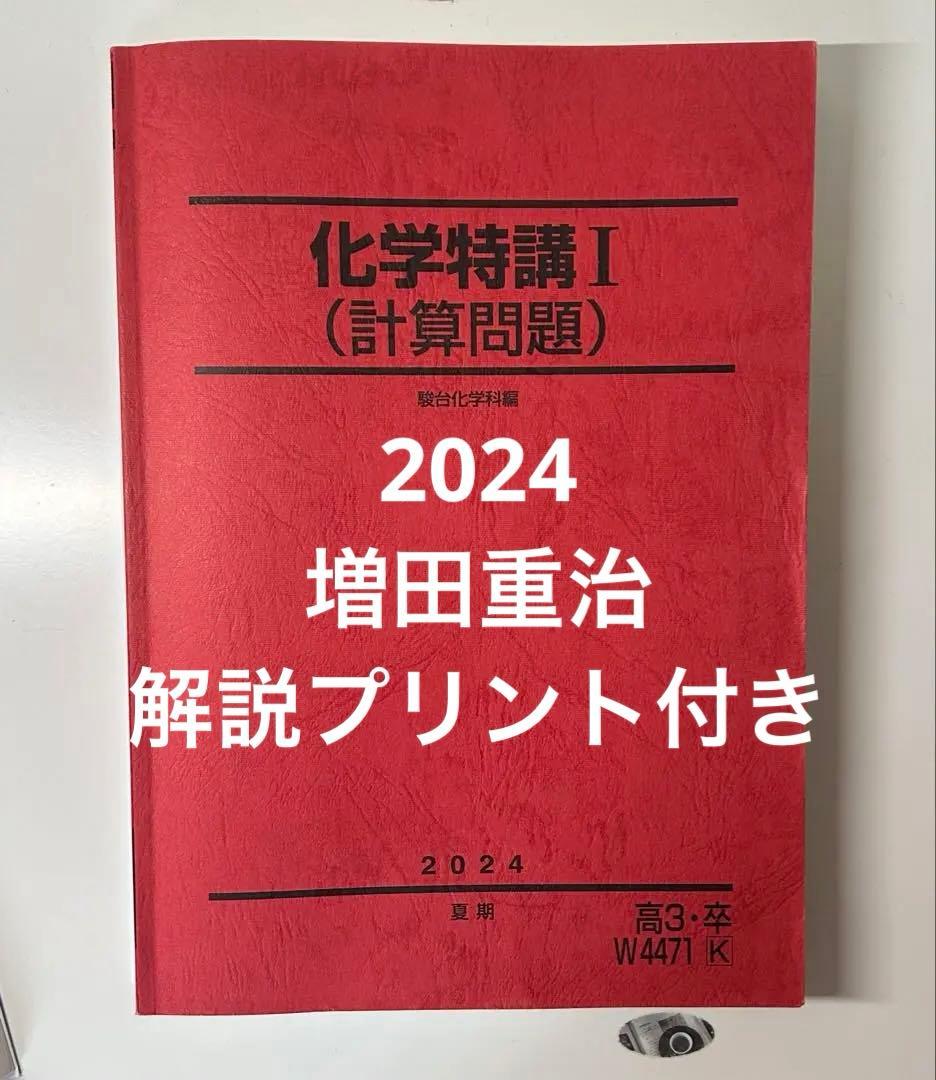 化学特講Ⅰ
（計算問題）
駿台化学科編
2024
増田重治
解説プリント付き
2024
夏期
高3・卒
W4471 K